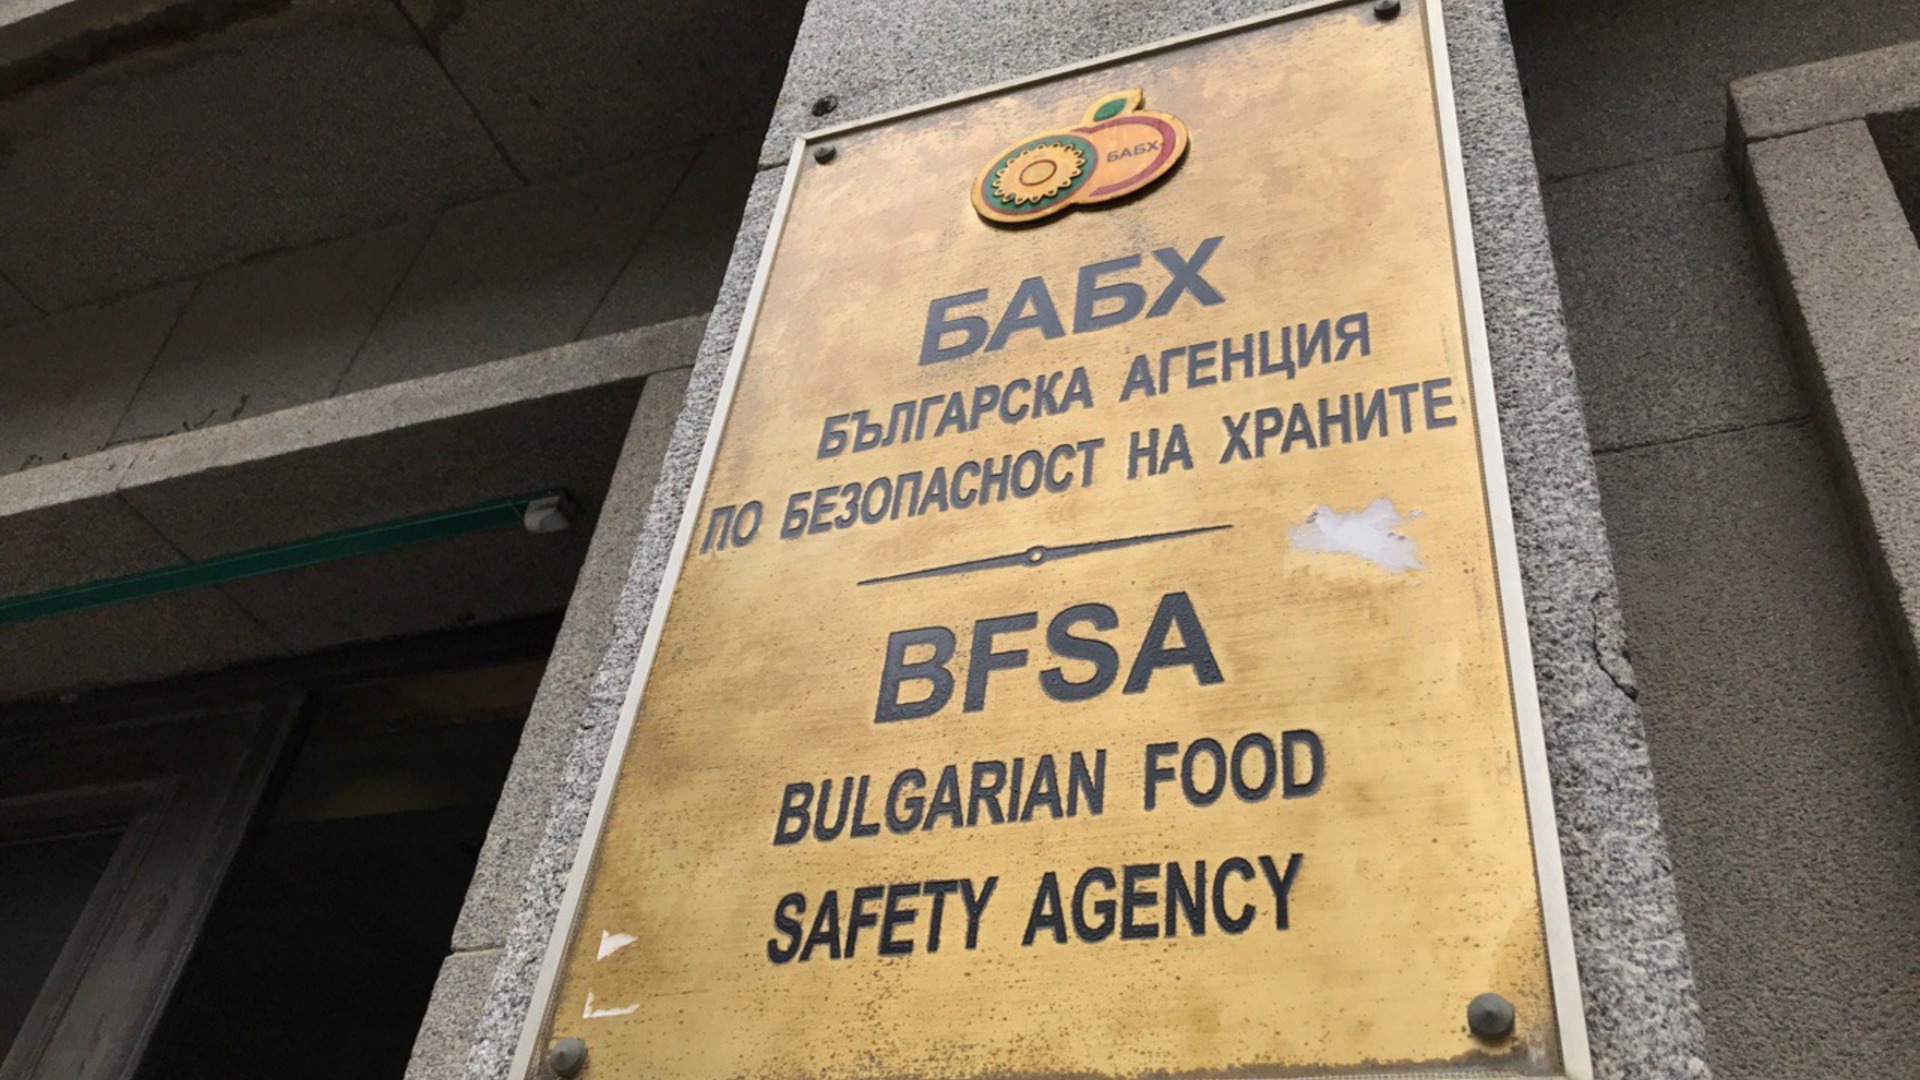 БАБХ
БАБХ
БЪЛГАРСКА АГЕНЦИЯ
ПО БЕЗОПАСНОСТ НА ХРАНИТЕ
BFSA
BULGARIAN FOOD
SAFETY AGENCY